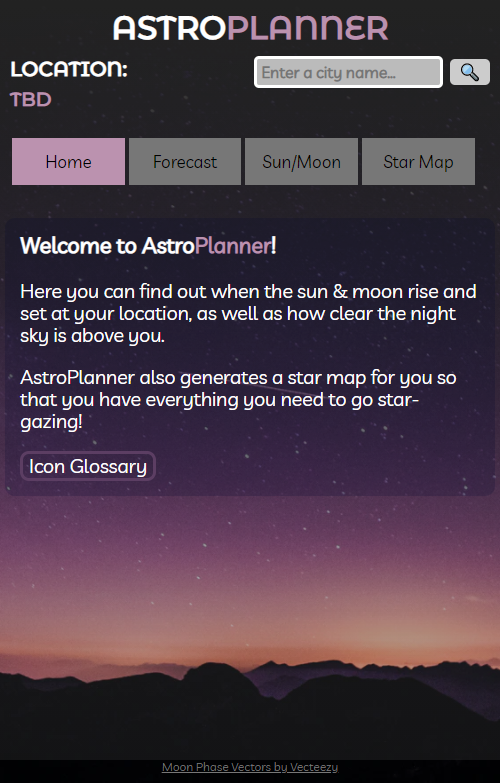 ASTROPLANNER
LOCATION:
Enter a city name...
TBD
Home Forecast Sun/Moon Star Map
Welcome to AstroPlanner!
Here you can find out when the sun & moon rise and
set at your location, as well as how clear the night
sky is above you.
AstroPlanner also generates a star map for you so
that you have everything you need to go star-
gazing!
Icon Glossary
Moon Phase Vectors by Vecteezy